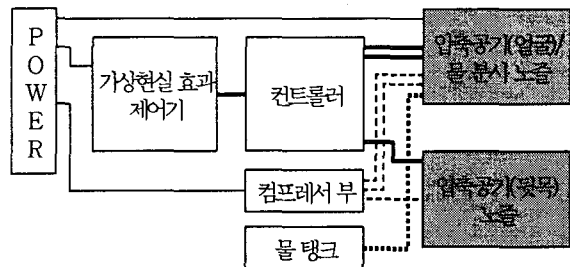 POWER
가상현실 효과
제어기
컨트롤러
압축공기(얼굴)/
물 분사 노즐
컴프레서 부
압축공기(뒷목)
노즐
물 탱크